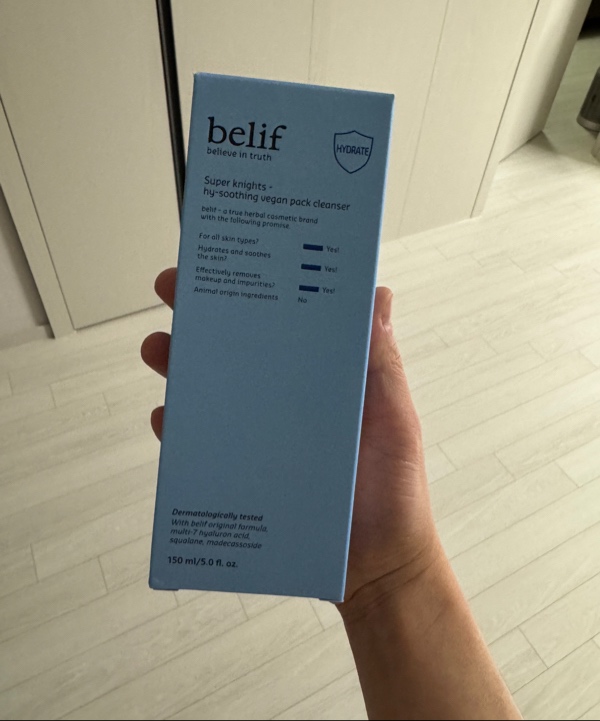 belif
believe in truth
HYDRATE
Super knights -
hy-soothing vegan pack cleanser
belif - a true herbal cosmetic brand
with the following promise
For all skin types? Yes!
Hydrates and soothes
the skin? Yes!
Effectively removes
makeup and impurities? Yes!
Animal origin ingredients No
Dermatologically tested
With belif original formula,
multi-7 hyaluron acid,
squalane, madecassoside
150 ml/5.0 fl. oz.